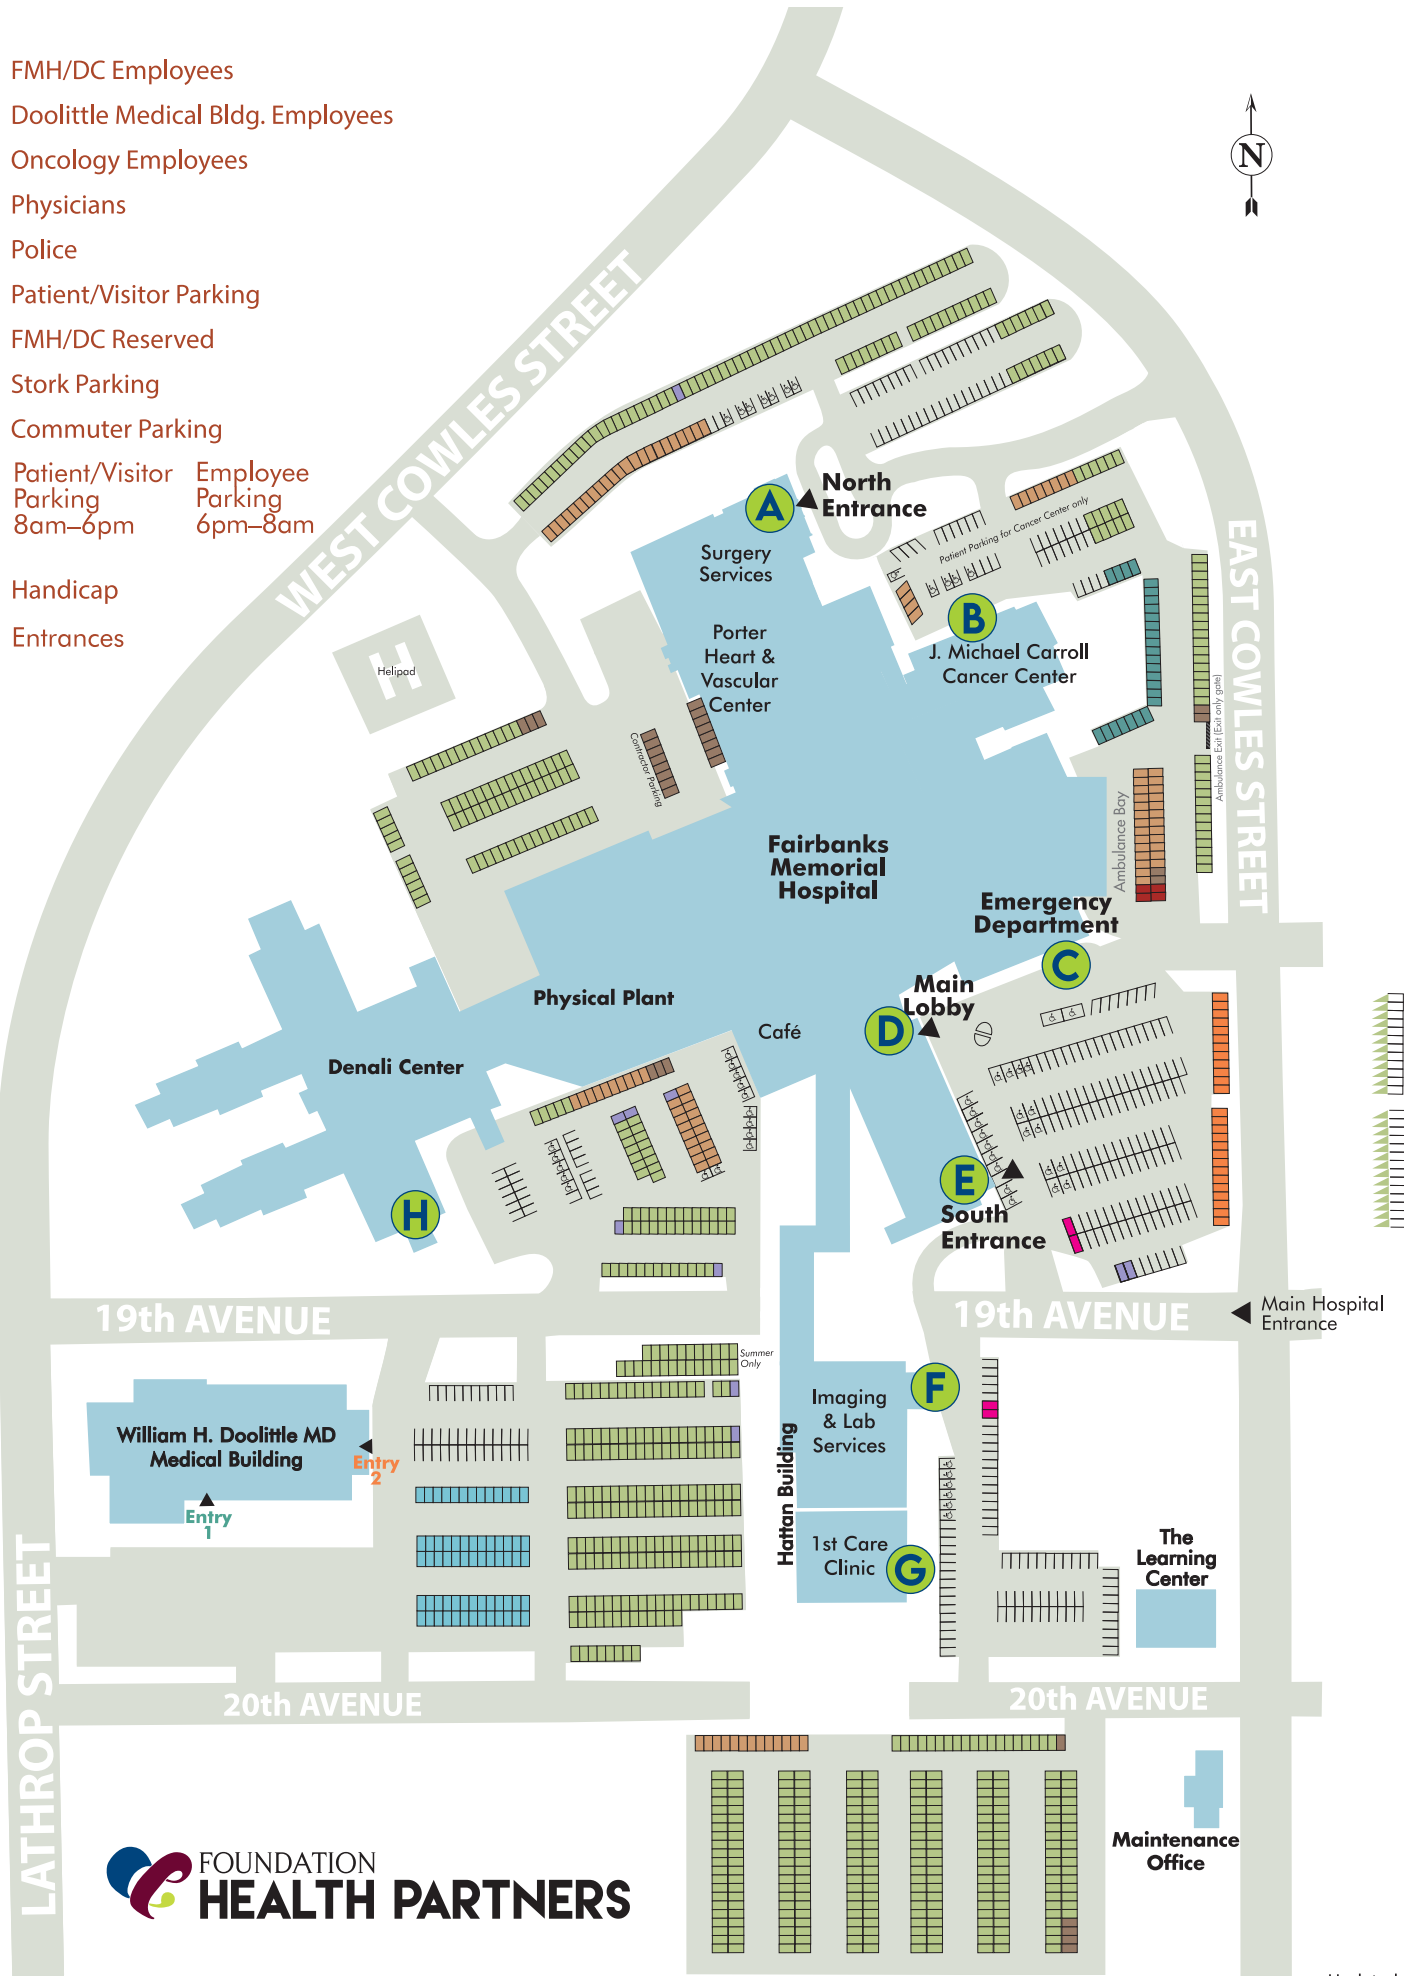 FMH/DC Employees
Doolittle Medical Bldg. Employees
Oncology Employees
Physicians
Police
Patient/Visitor Parking
FMH/DC Reserved
Stork Parking
Commuter Parking
Patient/Visitor Employee
Parking Parking
8am–6pm 6pm–8am
Handicap
Entrances
N
WEST COWLES STREET
EAST COWLES STREET
A
North
Entrance
Surgery
Services
Patient Parking for Cancer Center only
B
J. Michael Carroll
Cancer Center
Porter
Heart &
Vascular
Center
H
Helipad
Contractor Parking
Ambulance Exit (Exit only gate)
Ambulance Bay
Fairbanks
Memorial
Hospital
Emergency
Department
C
Main
Lobby
D
Physical Plant
Café
Denali Center
E
South
Entrance
H
19th AVENUE
19th AVENUE
Main Hospital
Entrance
Summer
Only
F
Imaging
& Lab
Services
Hattan Building
William H. Doolittle MD
Medical Building
Entry
2
Entry
1
1st Care
Clinic
G
The
Learning
Center
LATHROP STREET
20th AVENUE
20th AVENUE
Maintenance
Office
FOUNDATION
HEALTH PARTNERS